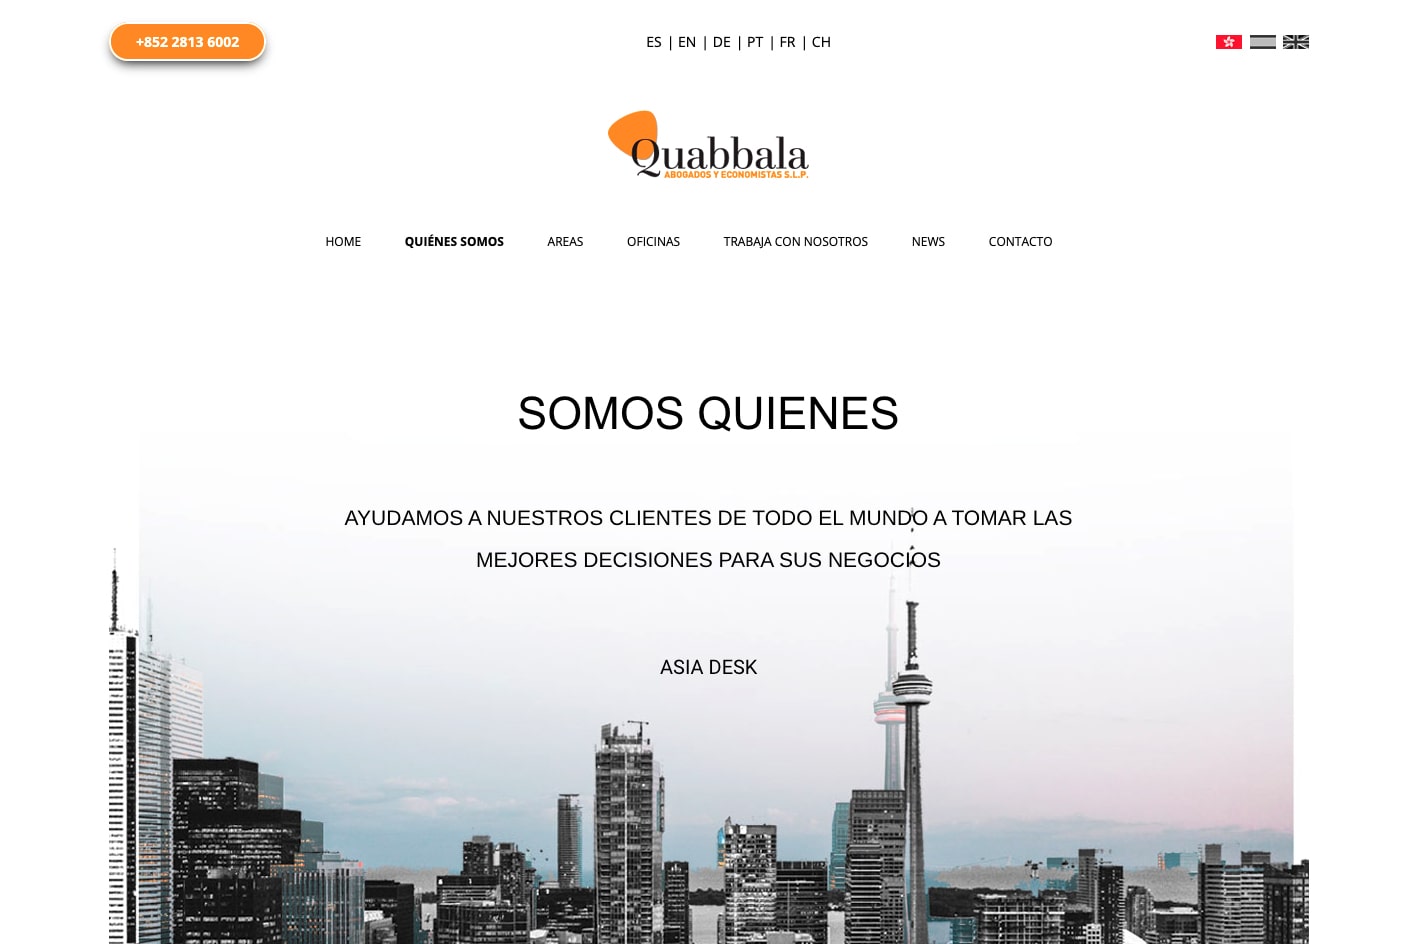 +852 2813 6002
ES | EN | DE | PT | FR | CH
Quabbala
ABOGADOS Y ECONOMISTAS S.L.P.
HOME QUIÉNES SOMOS AREAS OFICINAS TRABAJA CON NOSOTROS NEWS CONTACTO
SOMOS QUIENES
AYUDAMOS A NUESTROS CLIENTES DE TODO EL MUNDO A TOMAR LAS
MEJORES DECISIONES PARA SUS NEGOCIOS
ASIA DESK